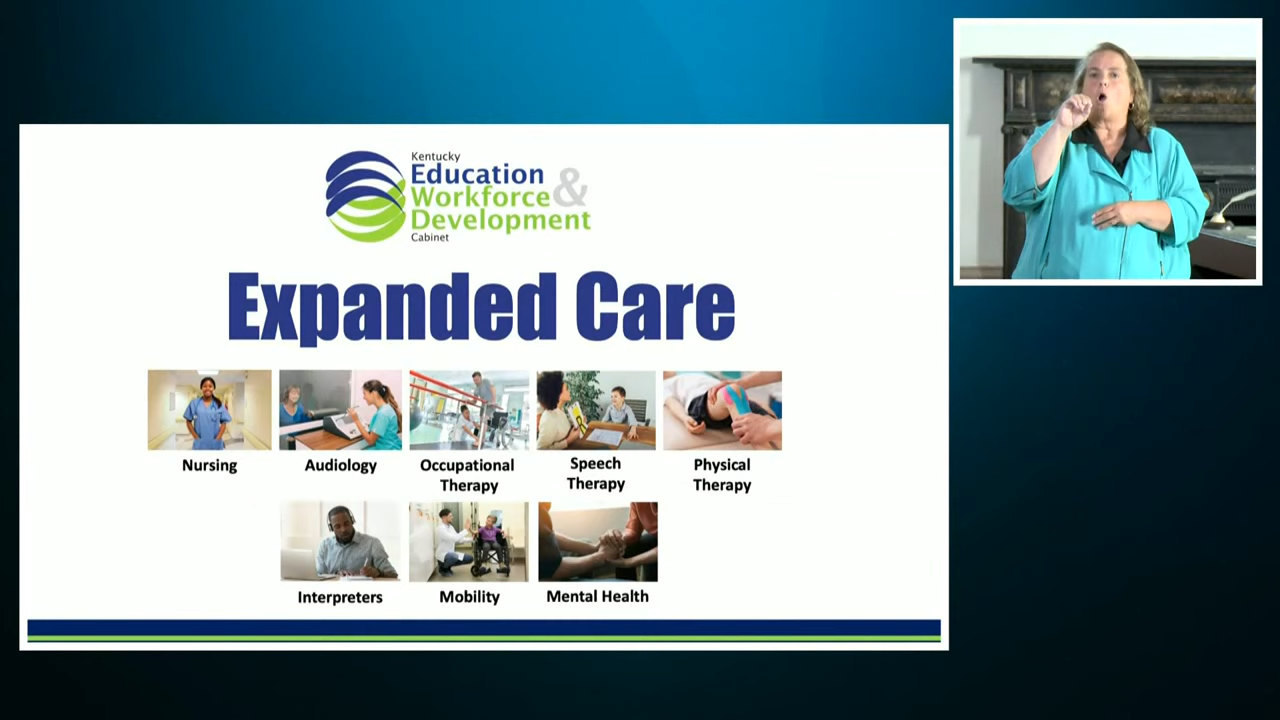 Kentucky
Education
Workforce &
Development
Cabinet
Expanded Care
Nursing
Audiology
Occupational
Therapy
Speech
Therapy
Physical
Therapy
Interpreters
Mobility
Mental Health